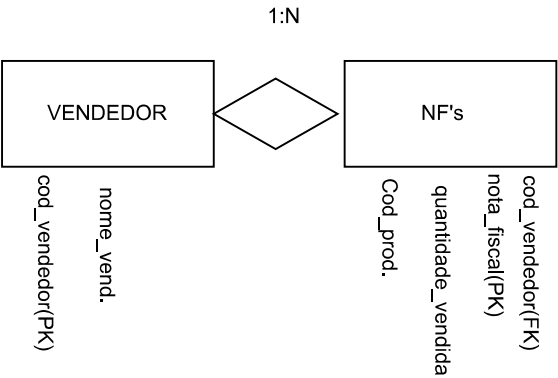 1:N
VENDEDOR
NF's
cod_vendedor(PK)
nome_vend.
Cod_prod.
quantidade_vendida
nota_fiscal(PK)
cod_vendedor(FK)